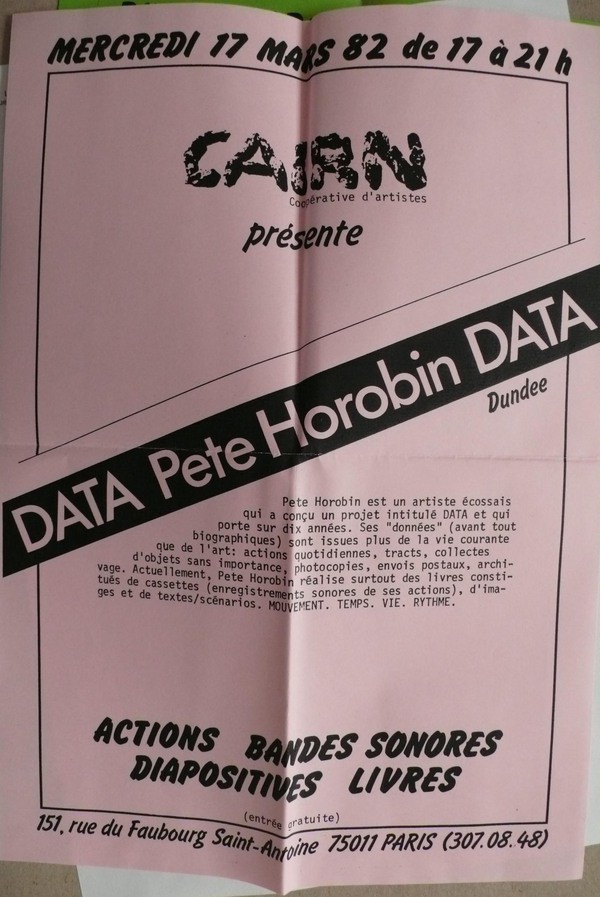 MERCREDI 17 MARS 82 de 17 à 21 h
CAIRN
Coopérative d'artistes
présente
DATA Pete Horobin DATA
Dundee
Pete Horobin est un artiste écossais
qui a conçu un projet intitulé DATA et qui
porte sur dix années. Ses "données" (avant tout
biographiques) sont issues plus de la vie courante
que de l'art: actions quotidiennes, tracts, collectes
d'objets sans importance, photocopies, envois postaux, archi-
vage. Actuellement, Pete Horobin réalise surtout des livres consti-
tués de cassettes (enregistrements sonores de ses actions), d'ima-
ges et de textes/scénarios. MOUVEMENT. TEMPS. VIE. RYTHME.
ACTIONS BANDES SONORES
DIAPOSITIVES LIVRES
(entrée gratuite)
151, rue du Faubourg Saint-Antoine 75011 PARIS (307.08.48)